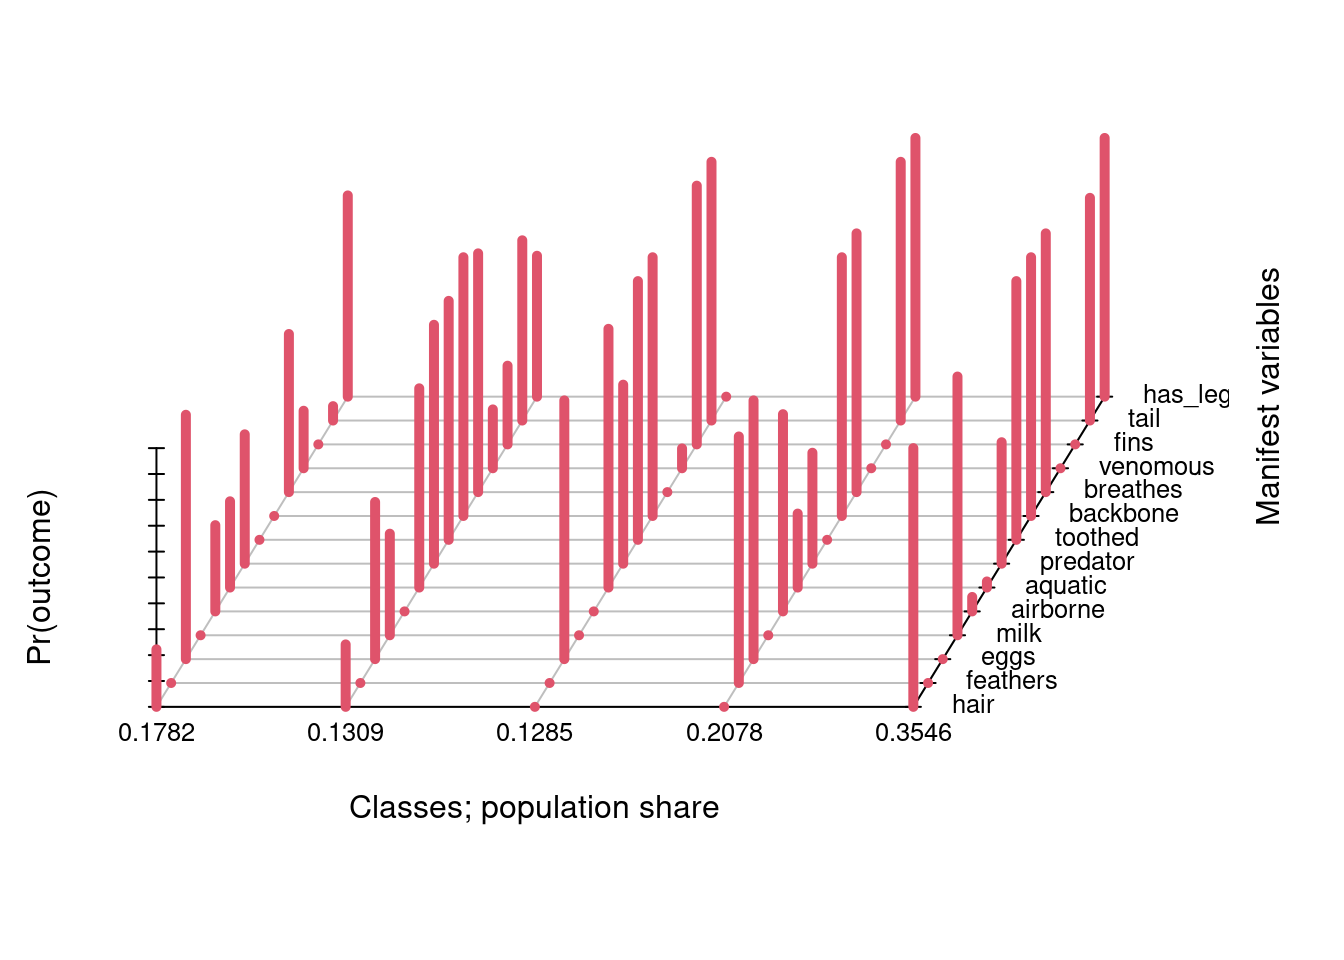 has_leg
tail
fins
venomous
breathes
backbone
toothed
predator
aquatic
airborne
milk
eggs
feathers
hair
Manifest variables
Pr(outcome)
0.1782 0.1309 0.1285 0.2078 0.3546
Classes; population share